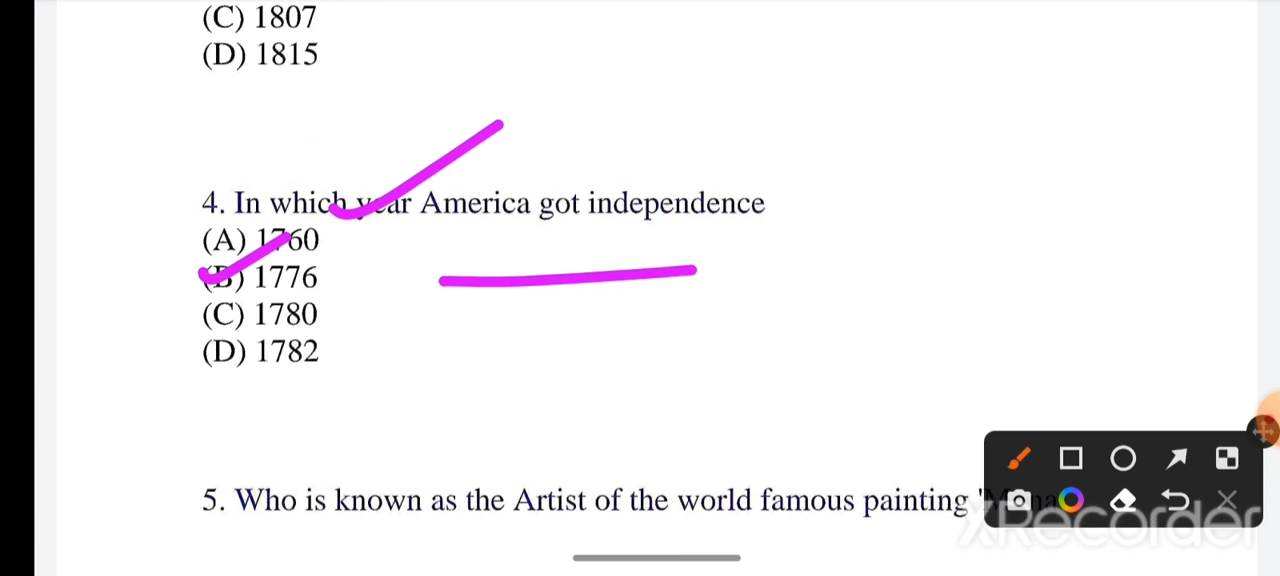 (C) 1807
(D) 1815
4. In which year America got independence
(A) 1760
(B) 1776
(C) 1780
(D) 1782
5. Who is known as the Artist of the world famous painting
XRecorder